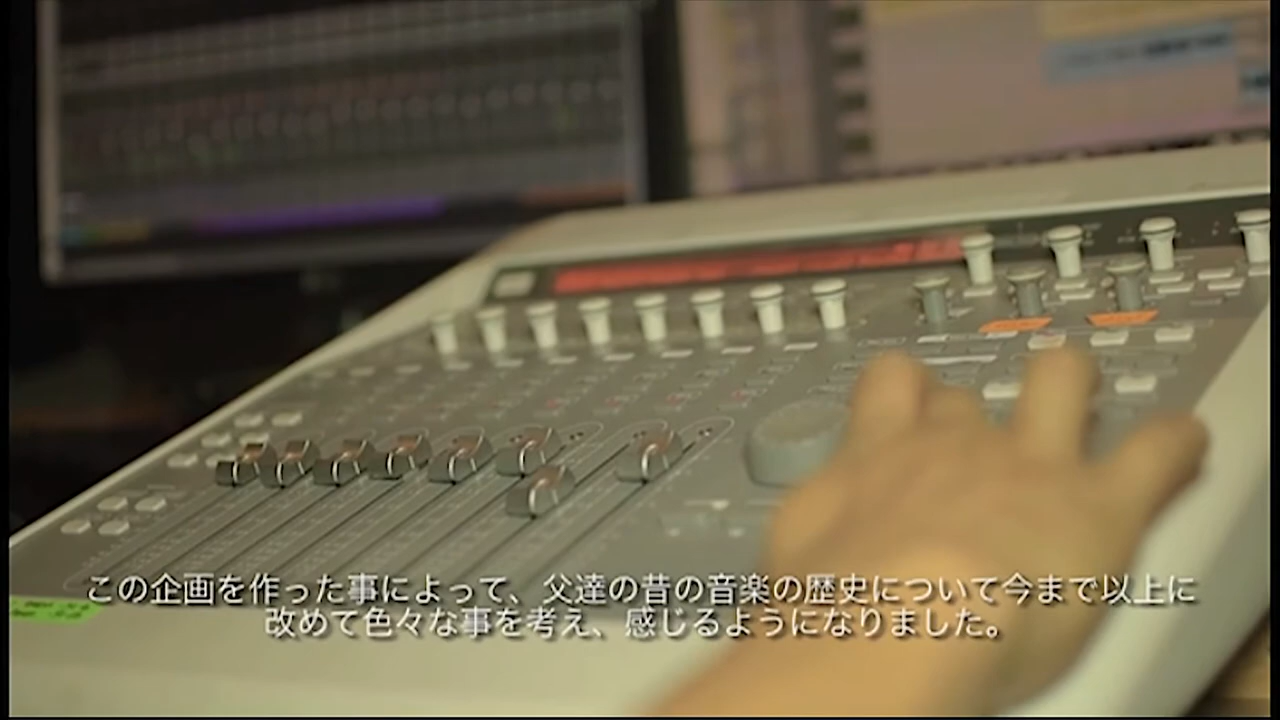 この企画を作った事によって、父達の昔の音楽の歴史について今まで以上に
改めて色々な事を考え、感じるようになりました。